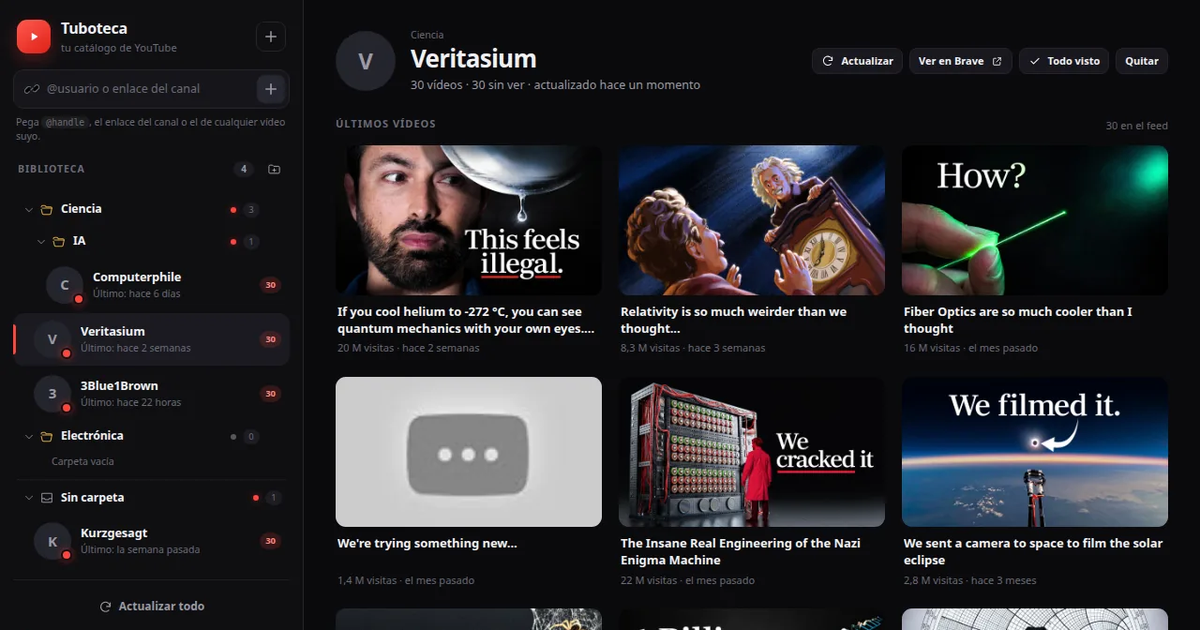 Tuboteca
tu catálogo de YouTube
@usuario o enlace del canal
Pega @handle, el enlace del canal o el de cualquier vídeo
suyo.
BIBLIOTECA
4
Ciencia
3
IA
1
C
Computerphile
Último: hace 6 días
30
V
Veritasium
Último: hace 2 semanas
30
3
3Blue1Brown
Último: hace 22 horas
30
Electrónica
0
Carpeta vacía
Sin carpeta
1
K
Kurzgesagt
Último: la semana pasada
30
Actualizar todo
V
Ciencia
Veritasium
30 vídeos · 30 sin ver · actualizado hace un momento
Actualizar
Ver en Brave
Todo visto
Quitar
ÚLTIMOS VÍDEOS
30 en el feed
This feels
illegal.
If you cool helium to -272 °C, you can see
quantum mechanics with your own eyes....
20 M visitas · hace 2 semanas
Relativity is so much weirder than we
thought...
8,3 M visitas · hace 3 semanas
How?
Fiber Optics are so much cooler than I
thought
16 M visitas · el mes pasado
We're trying something new...
1,4 M visitas · el mes pasado
We
cracked it
The Insane Real Engineering of the Nazi
Enigma Machine
22 M visitas · el mes pasado
We filmed it.
We sent a camera to space to film the solar
eclipse
2,8 M visitas · hace 3 meses